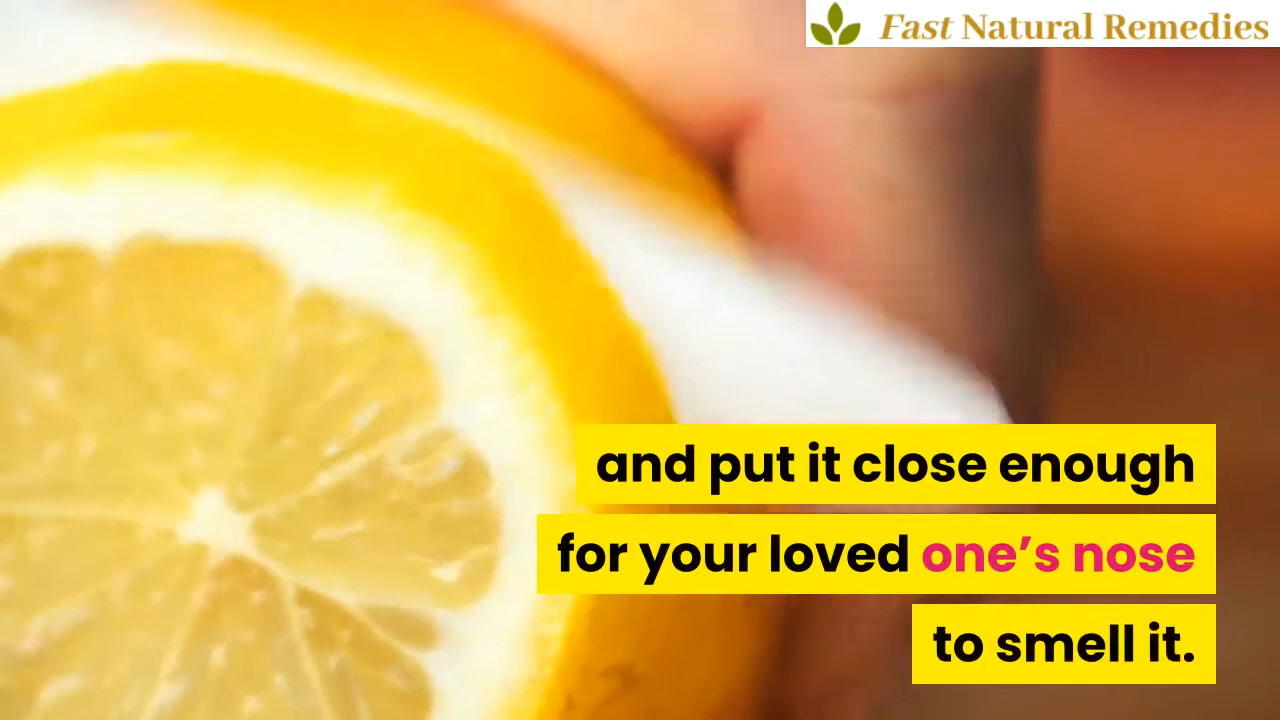 Fast Natural Remedies
and put it close enough
for your loved one’s nose
to smell it.